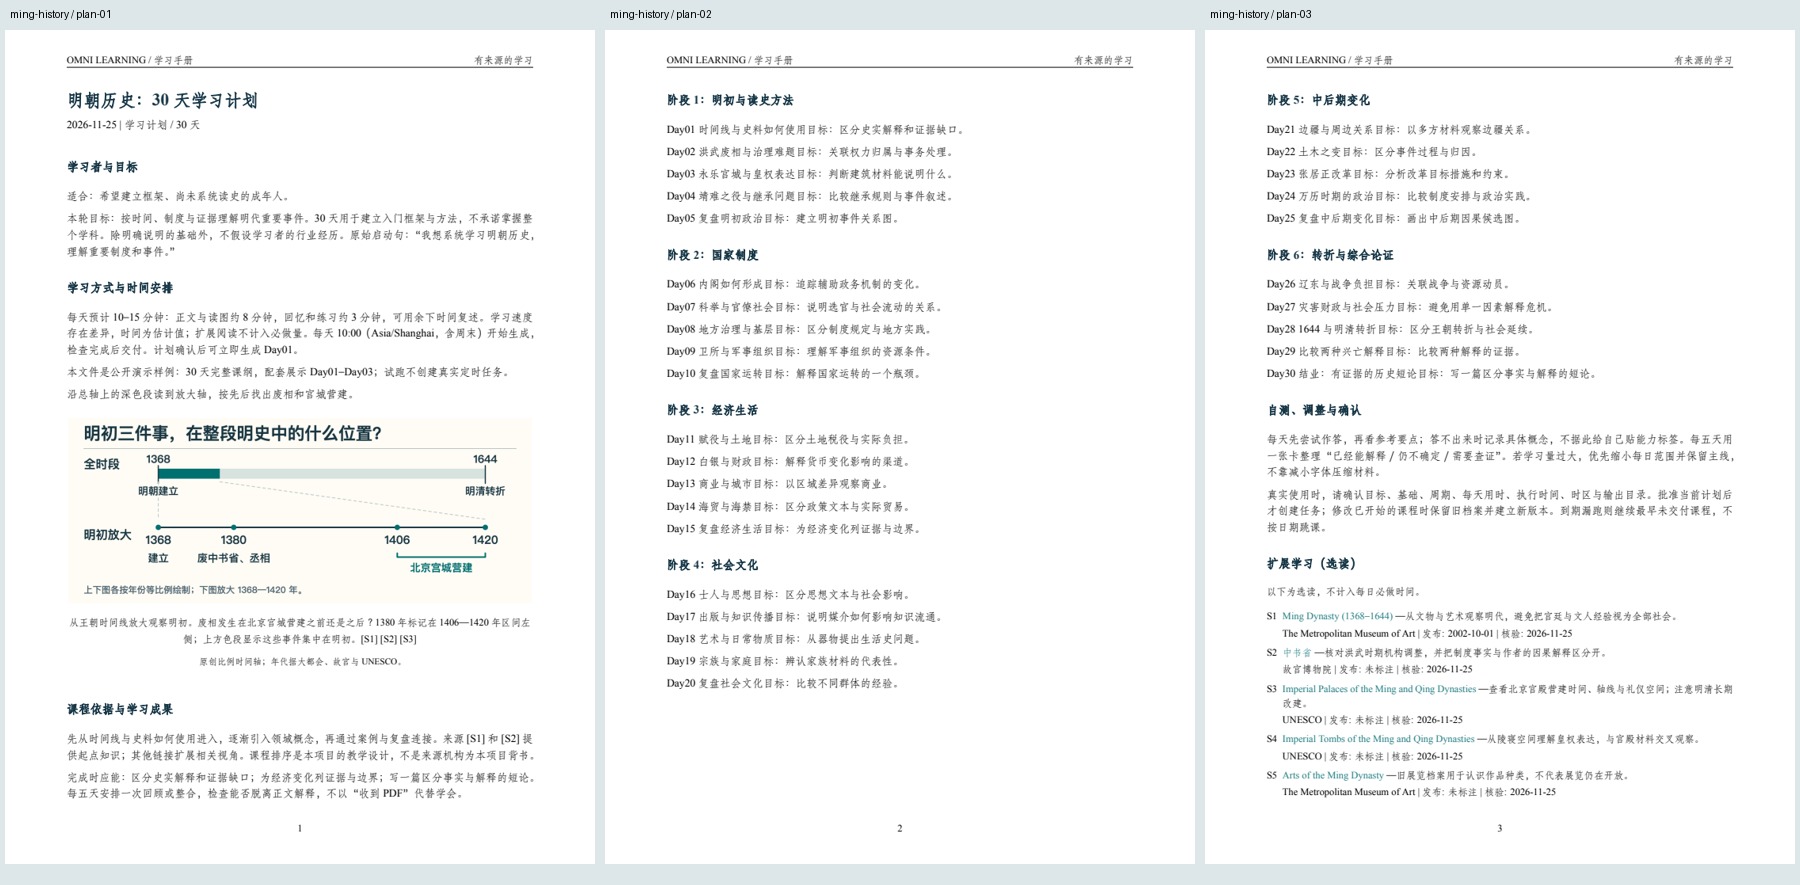 ming-history / plan-01
OMNI LEARNING / 学习手册
有来源的学习
明朝历史：30 天学习计划
2026-11-25 | 学习计划 / 30 天
学习者与目标
适合：希望建立框架、尚未系统读史的成年人。
本轮目标：按时间、制度与证据理解明代重要事件。30 天用于建立入门框架与方法，不承诺掌握整
个学科。除明确说明的基础外，不假设学习者的行业经历。原始启动句：“我想系统学习明朝历史，
理解重要制度和事件。”
学习方式与时间安排
每天预计 10–15 分钟：正文与读图约 8 分钟，回忆和练习约 3 分钟，可用余下时间复述。学习速度
存在差异，时间为估计值；扩展阅读不计入必做量。每天 10:00（Asia/Shanghai，含周末）开始生成，
检查完成后交付。计划确认后可立即生成 Day01。
本文件是公开演示样例：30 天完整课纲，配套展示 Day01–Day03；试跑不创建真实定时任务。
沿总轴上的深色段读到放大轴，按先后找出废相和宫城营建。
明初三件事，在整段明史中的什么位置？
全时段
1368
1644
明朝建立
明清转折
明初放大
1368
1380
1406
1420
建立
废中书省、丞相
北京宫城营建
上下图各按年份等比例绘制；下图放大 1368—1420 年。
从王朝时间线放大观察明初。废相发生在北京宫城营建之前还是之后？1380 年标记在 1406—1420 年区间左
侧；上方色段显示这些事件集中在明初。[S1] [S2] [S3]
原创比例时间轴；年代据大都会、故宫与 UNESCO。
课程依据与学习成果
先从时间线与史料如何使用进入，逐渐引入领域概念，再通过案例与复盘连接。来源 [S1] 和 [S2] 提
供起点知识；其他链接扩展相关视角。课程排序是本项目的教学设计，不是来源机构为本项目背书。
完成时应能：区分史实解释和证据缺口；为经济变化列证据与边界；写一篇区分事实与解释的短论。
每五天安排一次回顾或整合，检查能否脱离正文解释，不以“收到 PDF”代替学会。
1
ming-history / plan-02
OMNI LEARNING / 学习手册
有来源的学习
阶段 1：明初与读史方法
Day01 时间线与史料如何使用目标：区分史实解释和证据缺口。
Day02 洪武废相与治理难题目标：关联权力归属与事务处理。
Day03 永乐宫城与皇权表达目标：判断建筑材料能说明什么。
Day04 靖难之役与继承问题目标：比较继承规则与事件叙述。
Day05 复盘明初政治目标：建立明初事件关系图。
阶段 2：国家制度
Day06 内阁如何形成目标：追踪辅助政务机制的变化。
Day07 科举与官僚社会目标：说明选官与社会流动的关系。
Day08 地方治理与基层目标：区分制度规定与地方实践。
Day09 卫所与军事组织目标：理解军事组织的资源条件。
Day10 复盘国家运转目标：解释国家运转的一个瓶颈。
阶段 3：经济生活
Day11 赋役与土地目标：区分土地税役与实际负担。
Day12 白银与财政目标：解释货币变化影响的渠道。
Day13 商业与城市目标：以区域差异观察商业。
Day14 海贸与海禁目标：区分政策文本与实际贸易。
Day15 复盘经济生活目标：为经济变化列证据与边界。
阶段 4：社会文化
Day16 士人与思想目标：区分思想文本与社会影响。
Day17 出版与知识传播目标：说明媒介如何影响知识流通。
Day18 艺术与日常物质目标：从器物提出生活史问题。
Day19 宗族与家庭目标：辨认家族材料的代表性。
Day20 复盘社会文化目标：比较不同群体的经验。
2
ming-history / plan-03
OMNI LEARNING / 学习手册
有来源的学习
阶段 5：中后期变化
Day21 边疆与周边关系目标：以多方材料观察边疆关系。
Day22 土木之变目标：区分事件过程与归因。
Day23 张居正改革目标：分析改革目标措施和约束。
Day24 万历时期的政治目标：比较制度安排与政治实践。
Day25 复盘中后期变化目标：画出中后期因果候选图。
阶段 6：转折与综合论证
Day26 辽东与战争负担目标：关联战争与资源动员。
Day27 灾害财政与社会压力目标：避免用单一因素解释危机。
Day28 1644 与明清转折目标：区分王朝转折与社会延续。
Day29 比较两种兴亡解释目标：比较两种解释的证据。
Day30 结业：有证据的历史短论目标：写一篇区分事实与解释的短论。
自测、调整与确认
每天先尝试作答，再看参考要点；答不出来时记录具体概念，不据此给自己贴能力标签。每五天用
一张卡整理“已经能解释 / 仍不确定 / 需要查证”。若学习量过大，优先缩小每日范围并保留主线，
不靠减小字体压缩材料。
真实使用时，请确认目标、基础、周期、每天用时、执行时间、时区与输出目录。批准当前计划后
才创建任务；修改已开始的课程时保留旧档案并建立新版本。到期漏跑则继续最早未交付课程，不
按日期跳课。
扩展学习（选读）
以下为选读，不计入每日必做时间。
S1 Ming Dynasty (1368–1644) —从文物与艺术观察明代，避免把宫廷与文人经验视为全部社会。
The Metropolitan Museum of Art | 发布: 2002-10-01 | 核验: 2026-11-25
S2 中书省 —核对洪武时期机构调整，并把制度事实与作者的因果解释区分开。
故宫博物院 | 发布: 未标注 | 核验: 2026-11-25
S3 Imperial Palaces of the Ming and Qing Dynasties —查看北京宫殿营建时间、轴线与礼仪空间；注意明清长期
改建。
UNESCO | 发布: 未标注 | 核验: 2026-11-25
S4 Imperial Tombs of the Ming and Qing Dynasties —从陵寝空间理解皇权表达，与宫殿材料交叉观察。
UNESCO | 发布: 未标注 | 核验: 2026-11-25
S5 Arts of the Ming Dynasty —旧展览档案用于认识作品种类，不代表展览仍在开放。
The Metropolitan Museum of Art | 发布: 未标注 | 核验: 2026-11-25
3